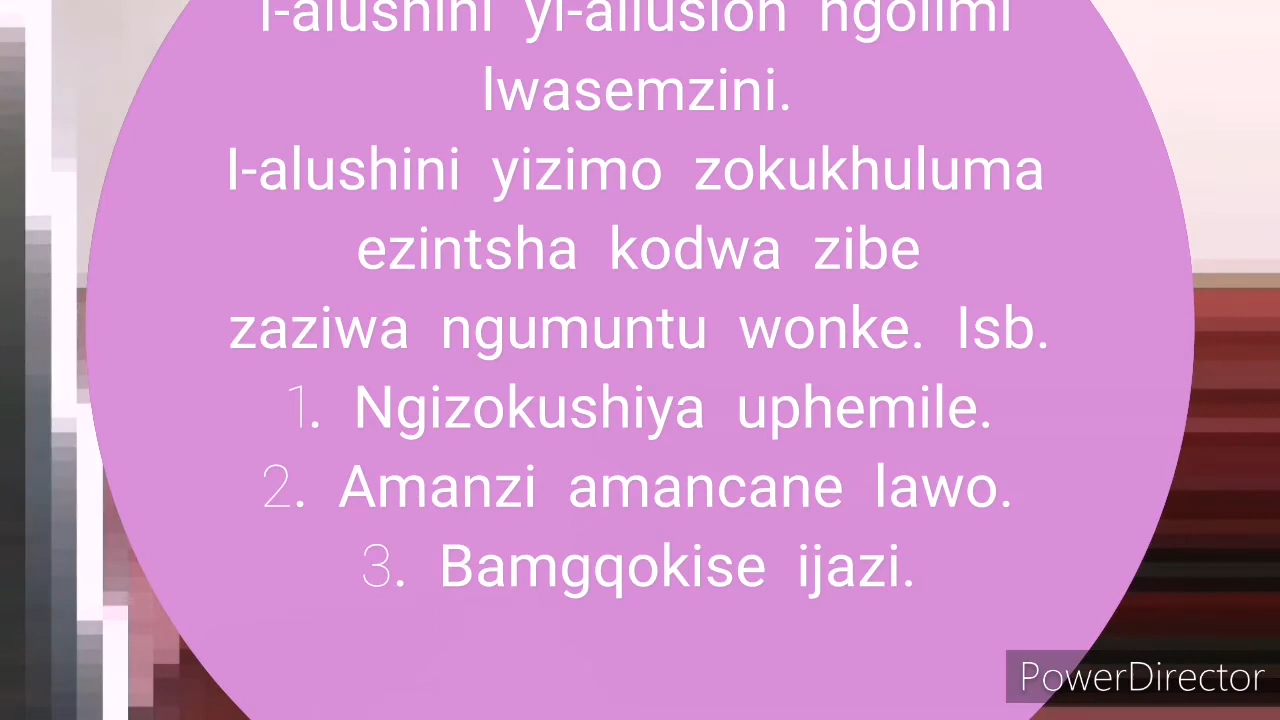 I-alushini yi-allusion ngolimi
lwasemzini.
I-alushini yizimo zokukhuluma
ezintsha kodwa zibe
zaziwa ngumuntu wonke. Isb.
1. Ngizokushiya uphemile.
2. Amanzi amancane lawo.
3. Bamgqokise ijazi.
PowerDirector